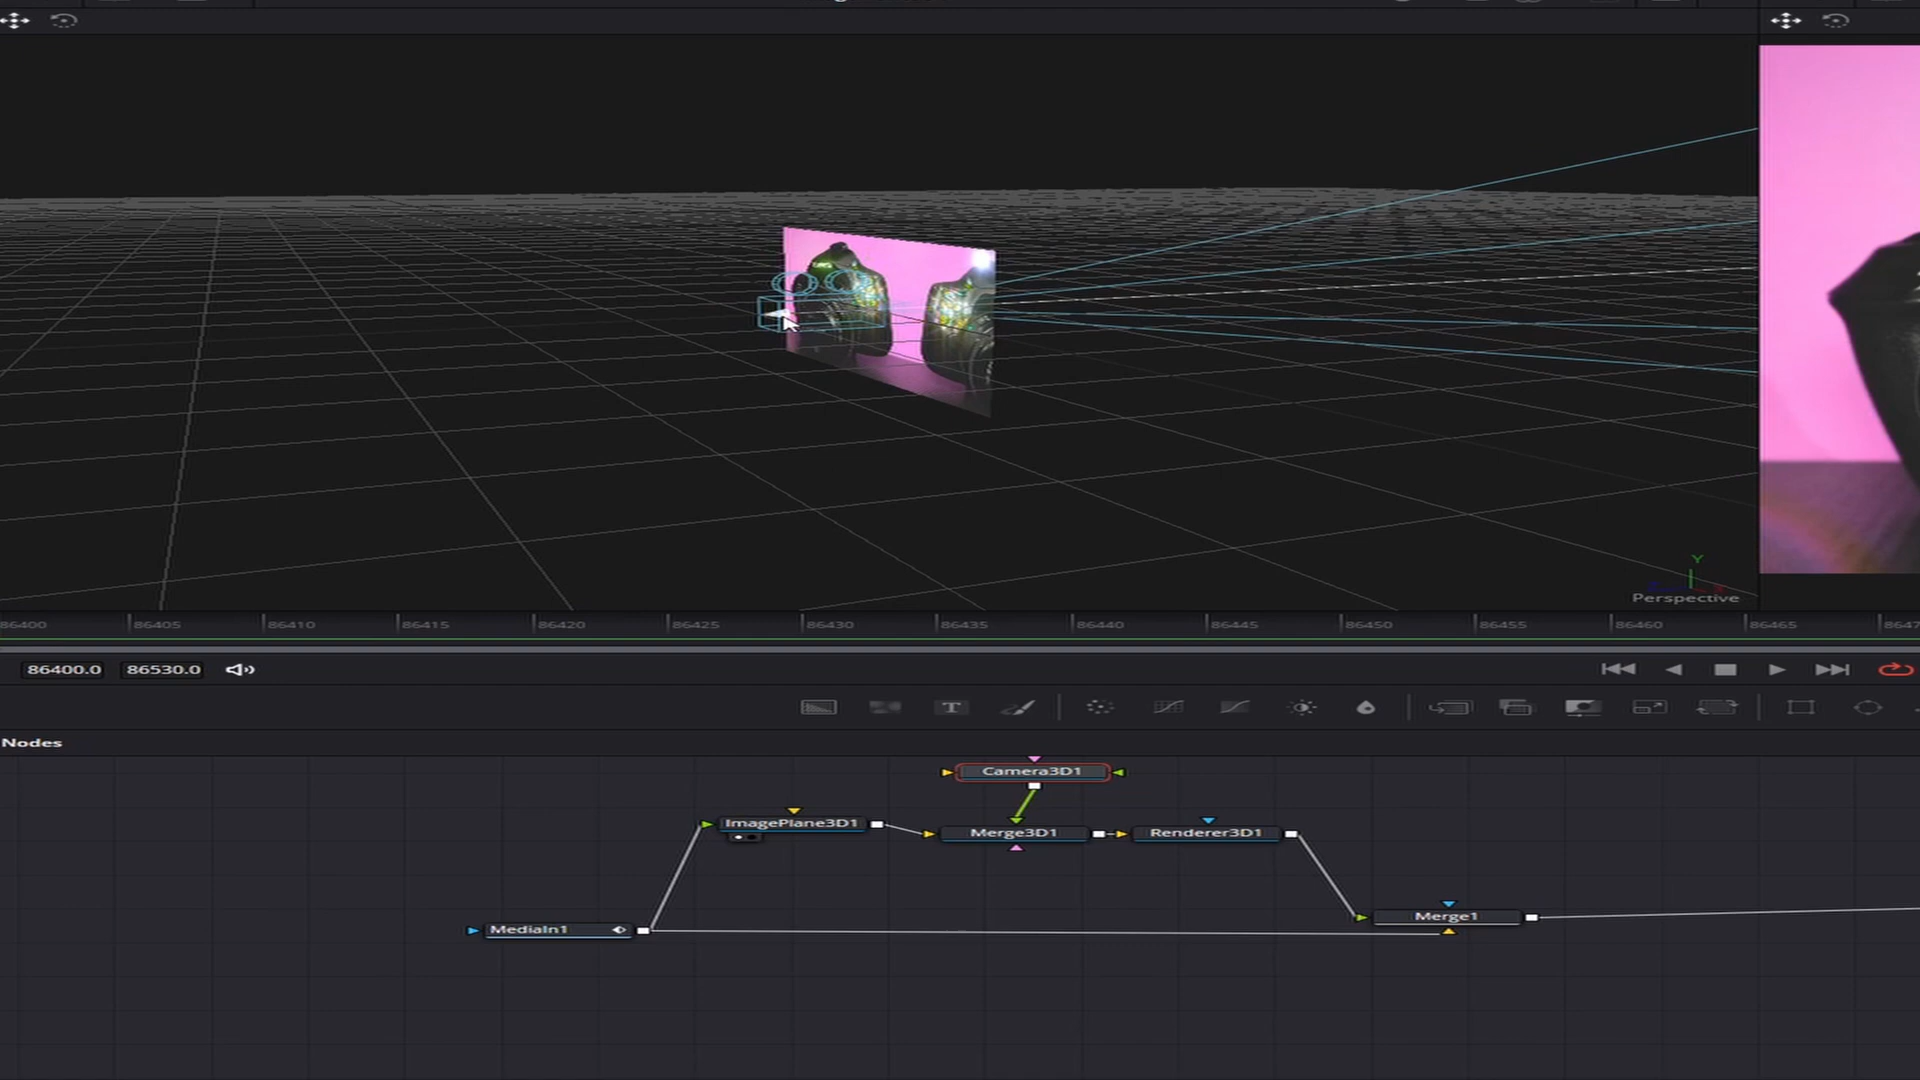 Y
Perspective
86400 86405 86410 86415 86420 86425 86430 86435 86440 86445 86450 86455 86460 86465
86400.0 86530.0
T
Nodes
Camera3D1
ImagePlane3D1 Merge3D1 Renderer3D1
Merge1
MediaIn1